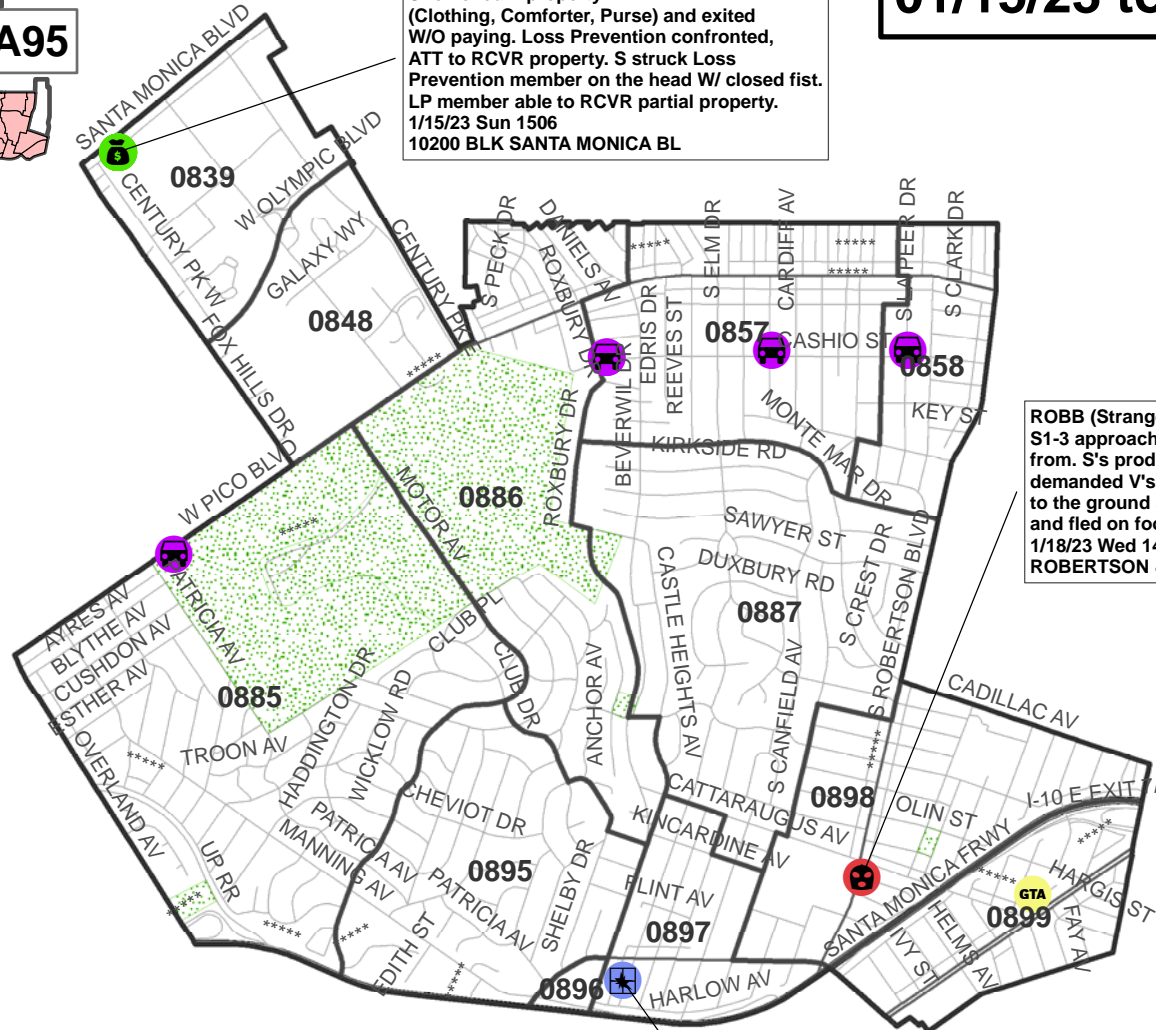 A95
01/15/23 to
(Clothing, Comforter, Purse) and exited
W/O paying. Loss Prevention confronted,
ATT to RCVR property. S struck Loss
Prevention member on the head W/ closed fist.
LP member able to RCVR partial property.
1/15/23 Sun 1506
10200 BLK SANTA MONICA BL
SANTA MONICA BLVD
0839
W OLYMPIC BLVD
CENTURY PK W
GALAXY WY
CENTURY PK E
0848
FOX HILLS DR
*****
S PECK DR
DANIELS AV
ROXBURY DR
*****
S ELM DR
CARDIFF AV
*****
*****
S LAPEER DR
S CLARK DR
EDRIS DR
REEVES ST
0857
CASHIO ST
0858
BEVERWIL DR
MONTE MAR DR
KEY ST
KIRKSIDE RD
ROXBURY DR
W PICO BLVD
MOTOR AV
0886
*****
SAWYER ST
DUXBURY RD
S CREST DR
S ROBERTSON BLVD
0887
CASTLE HEIGHTS AV
S CANFIELD AV
ROBB (Strang
S1-3 approach
from. S's prod
demanded V's
to the ground
and fled on foo
1/18/23 Wed 14
ROBERTSON
AYRES AV
BLYTHE AV
CUSHDON AV
ESTHER AV
PATRICIA AV
0885
CLUB PL
CLUB DR
ANCHOR AV
HADDINGTON DR
WICKLOW RD
TROON AV
*****
OVERLAND AV
UP RR
*****
*****
****
PATRICIA AV
MANNING AV
CHEVIOT DR
0895
PATRICIA AV
SHELBY DR
EDITH ST
*****
CADILLAC AV
*****
0898
OLIN ST
I-10 E EXIT
CATTARAUGUS AV
KINCARDINE AV
FLINT AV
0897
SANTA MONICA FRWY
*****
*****
GTA
0899
HARGIS ST
FAY AV
HELMS AV
IVY ST
0896
HARLOW AV